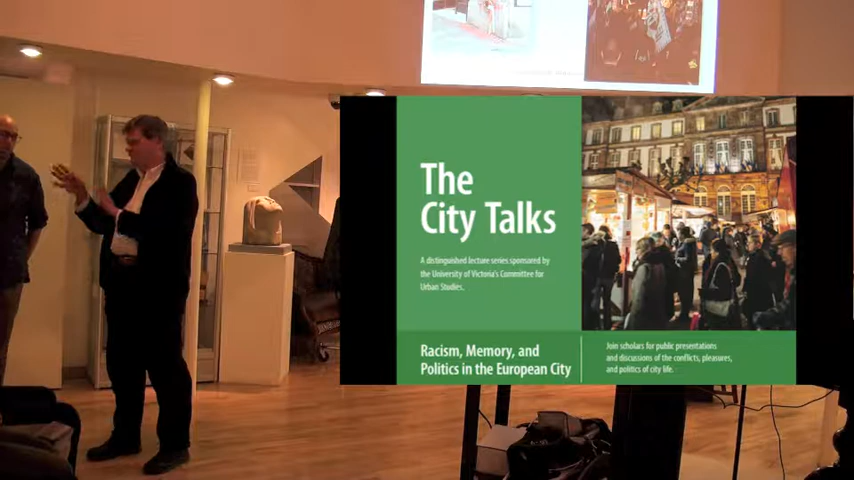 The
City Talks
A distinguished lecture series sponsored by
the University of Victoria's Committee for
Urban Studies.
Racism, Memory, and
Politics in the European City
Join scholars for public presentations
and discussions of the conflicts, pleasures,
and politics of city life.